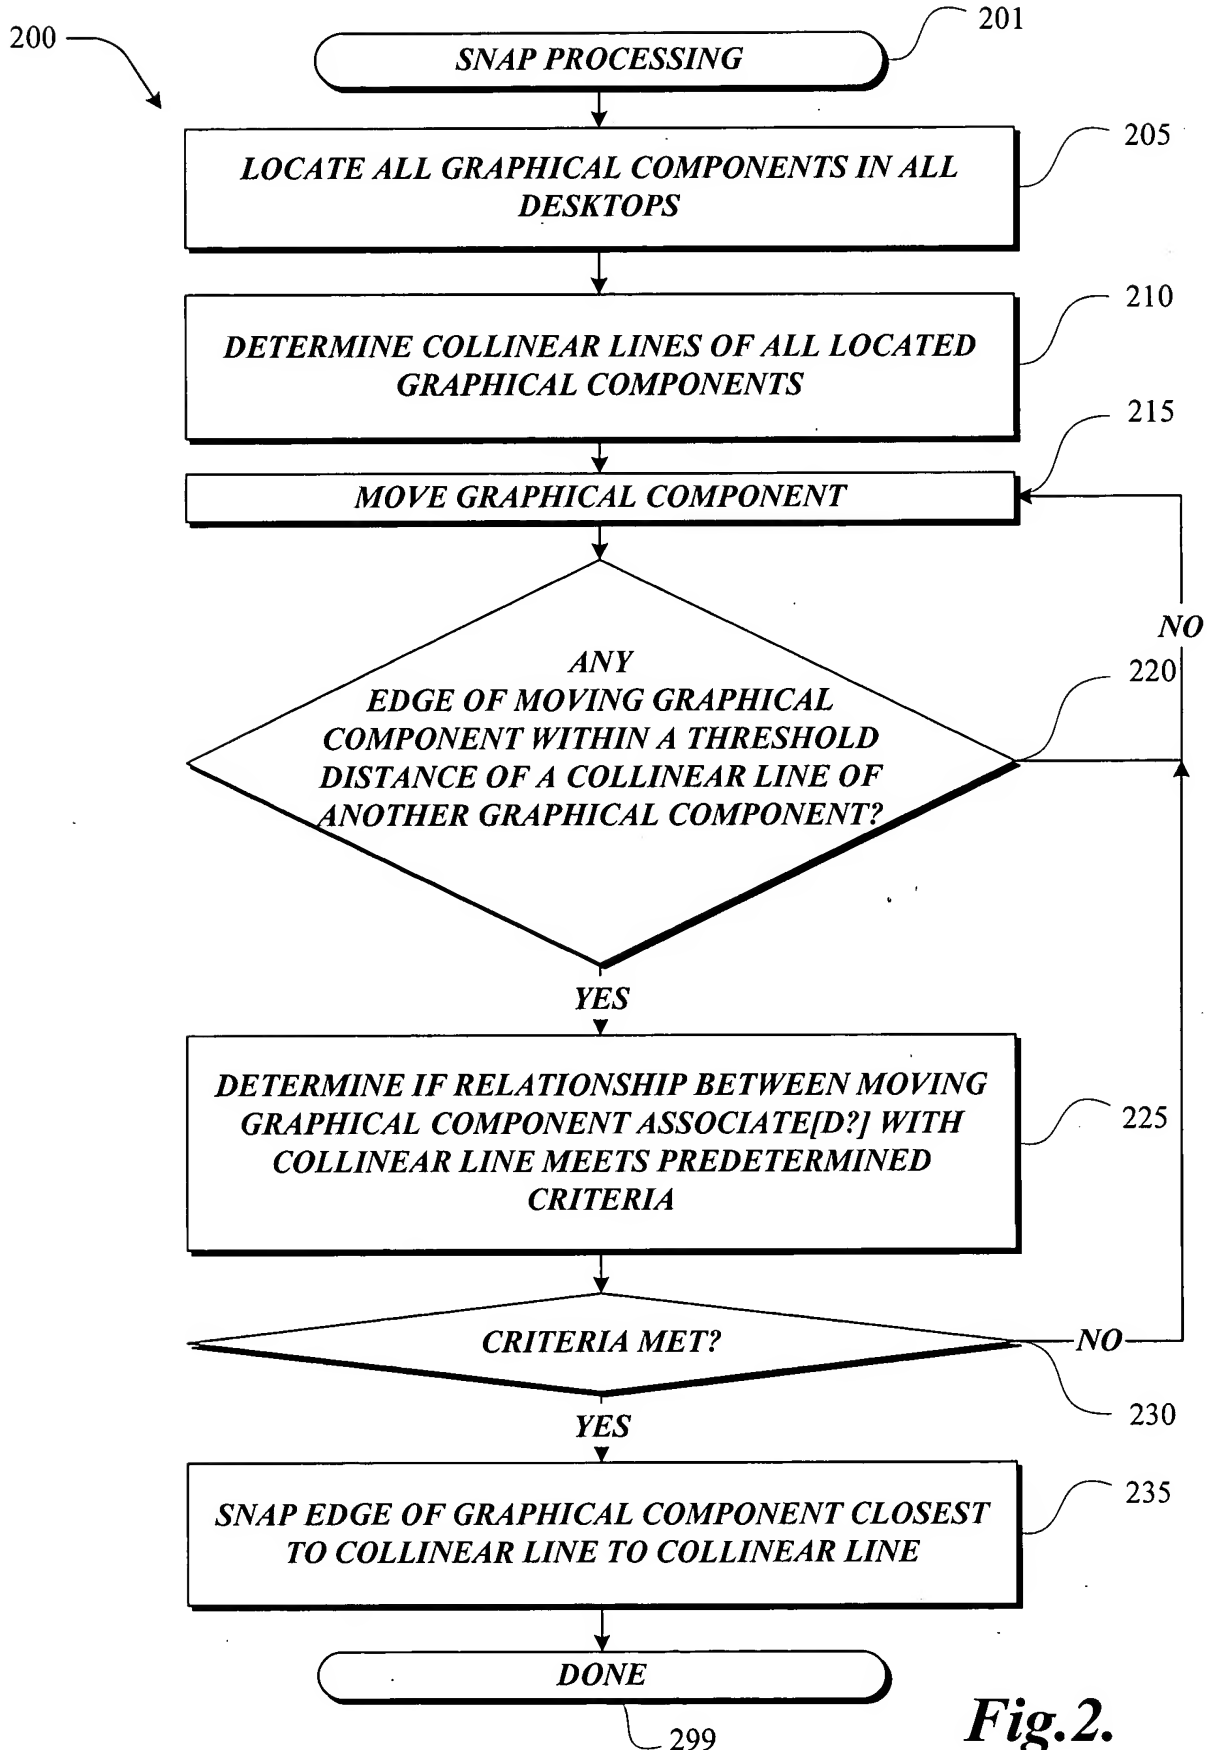 200
201
SNAP PROCESSING
205
LOCATE ALL GRAPHICAL COMPONENTS IN ALL
DESKTOPS
210
DETERMINE COLLINEAR LINES OF ALL LOCATED
GRAPHICAL COMPONENTS
215
MOVE GRAPHICAL COMPONENT
NO
220
ANY
EDGE OF MOVING GRAPHICAL
COMPONENT WITHIN A THRESHOLD
DISTANCE OF A COLLINEAR LINE OF
ANOTHER GRAPHICAL COMPONENT?
YES
225
DETERMINE IF RELATIONSHIP BETWEEN MOVING
GRAPHICAL COMPONENT ASSOCIATE[D?] WITH
COLLINEAR LINE MEETS PREDETERMINED
CRITERIA
CRITERIA MET?
NO
230
YES
235
SNAP EDGE OF GRAPHICAL COMPONENT CLOSEST
TO COLLINEAR LINE TO COLLINEAR LINE
DONE
299
Fig.2.